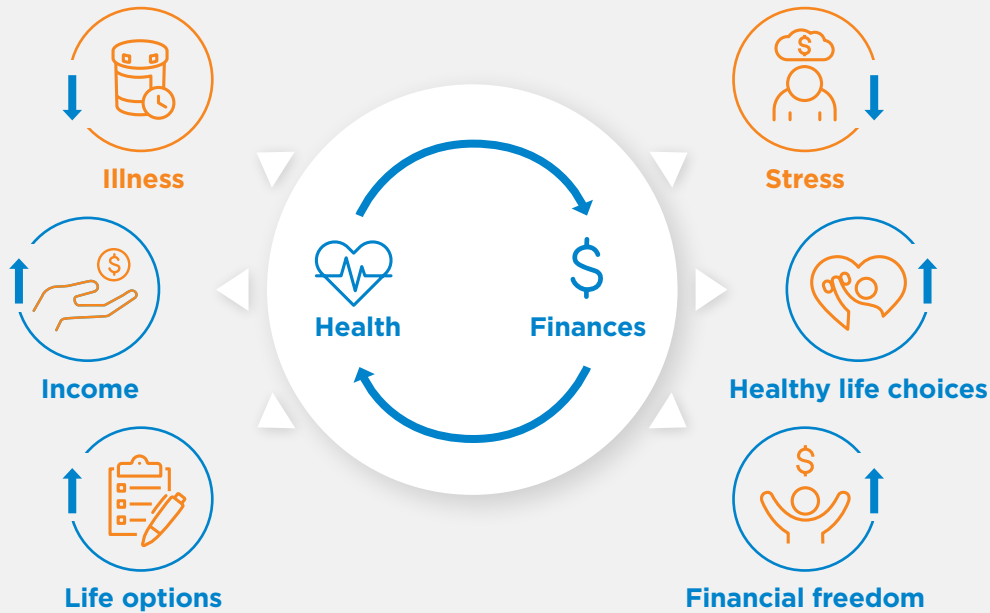 Illness
Stress
Health
Finances
Income
Healthy life choices
Life options
Financial freedom
$
$
$
$